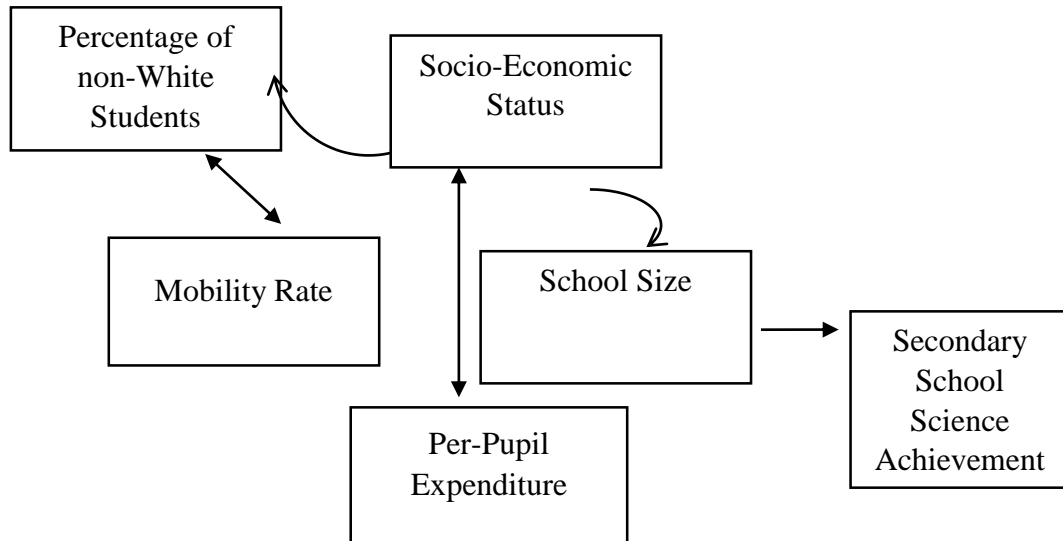 Percentage of
non-White
Students
Socio-Economic
Status
Mobility Rate
School Size
Secondary
School
Science
Achievement
Per-Pupil
Expenditure